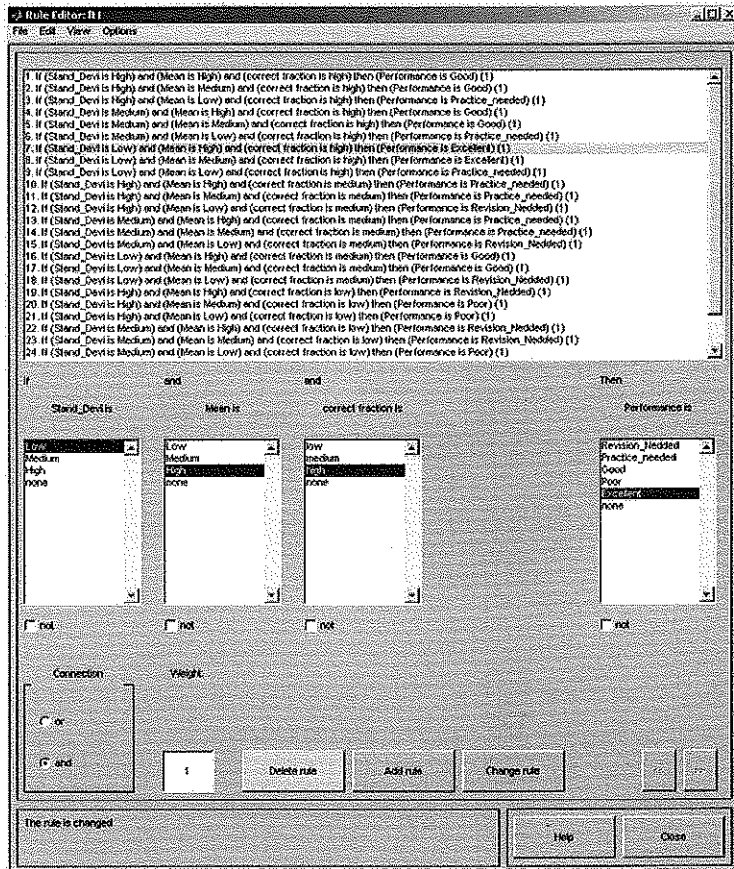 Rule Editor: R1
File Edit View Options
1. If (Stand_Devi is High) and (Mean is High) and (correct fraction is high) then (Performance is Good) (1)
2. If (Stand_Devi is High) and (Mean is Medium) and (correct fraction is high) then (Performance is Good) (1)
3. If (Stand_Devi is High) and (Mean is Low) and (correct fraction is high) then (Performance is Practice_needed) (1)
4. If (Stand_Devi is Medium) and (Mean is High) and (correct fraction is high) then (Performance is Good) (1)
5. If (Stand_Devi is Medium) and (Mean is Medium) and (correct fraction is high) then (Performance is Good) (1)
6. If (Stand_Devi is Medium) and (Mean is Low) and (correct fraction is high) then (Performance is Practice_needed) (1)
7. If (Stand_Devi is Low) and (Mean is High) and (correct fraction is high) then (Performance is Excellent) (1)
8. If (Stand_Devi is Low) and (Mean is Medium) and (correct fraction is high) then (Performance is Excellent) (1)
9. If (Stand_Devi is Low) and (Mean is Low) and (correct fraction is high) then (Performance is Practice_needed) (1)
10. If (Stand_Devi is High) and (Mean is High) and (correct fraction is medium) then (Performance is Practice_needed) (1)
11. If (Stand_Devi is High) and (Mean is Medium) and (correct fraction is medium) then (Performance is Practice_needed) (1)
12. If (Stand_Devi is High) and (Mean is Low) and (correct fraction is medium) then (Performance is Revision_Nedded) (1)
13. If (Stand_Devi is Medium) and (Mean is High) and (correct fraction is medium) then (Performance is Practice_needed) (1)
14. If (Stand_Devi is Medium) and (Mean is Medium) and (correct fraction is medium) then (Performance is Practice_needed) (1)
15. If (Stand_Devi is Medium) and (Mean is Low) and (correct fraction is medium) then (Performance is Revision_Nedded) (1)
16. If (Stand_Devi is Low) and (Mean is High) and (correct fraction is medium) then (Performance is Good) (1)
17. If (Stand_Devi is Low) and (Mean is Medium) and (correct fraction is medium) then (Performance is Good) (1)
18. If (Stand_Devi is Low) and (Mean is Low) and (correct fraction is medium) then (Performance is Revision_Nedded) (1)
19. If (Stand_Devi is High) and (Mean is High) and (correct fraction is low) then (Performance is Revision_Nedded) (1)
20. If (Stand_Devi is High) and (Mean is Medium) and (correct fraction is low) then (Performance is Poor) (1)
21. If (Stand_Devi is High) and (Mean is Low) and (correct fraction is low) then (Performance is Poor) (1)
22. If (Stand_Devi is Medium) and (Mean is High) and (correct fraction is low) then (Performance is Revision_Nedded) (1)
23. If (Stand_Devi is Medium) and (Mean is Medium) and (correct fraction is low) then (Performance is Revision_Nedded) (1)
24. If (Stand_Devi is Medium) and (Mean is Low) and (correct fraction is low) then (Performance is Poor) (1)
If and and Then
Stand_Devi is Mean is correct fraction is Performance is
Low Low low Revision_Nedded
Medium Medium medium Practice_needed
High High high Good
none none none Poor
Excellent
none
not not not not
Connection Weight:
or
and 1 Delete rule Add rule Change rule
The rule is changed Help Close